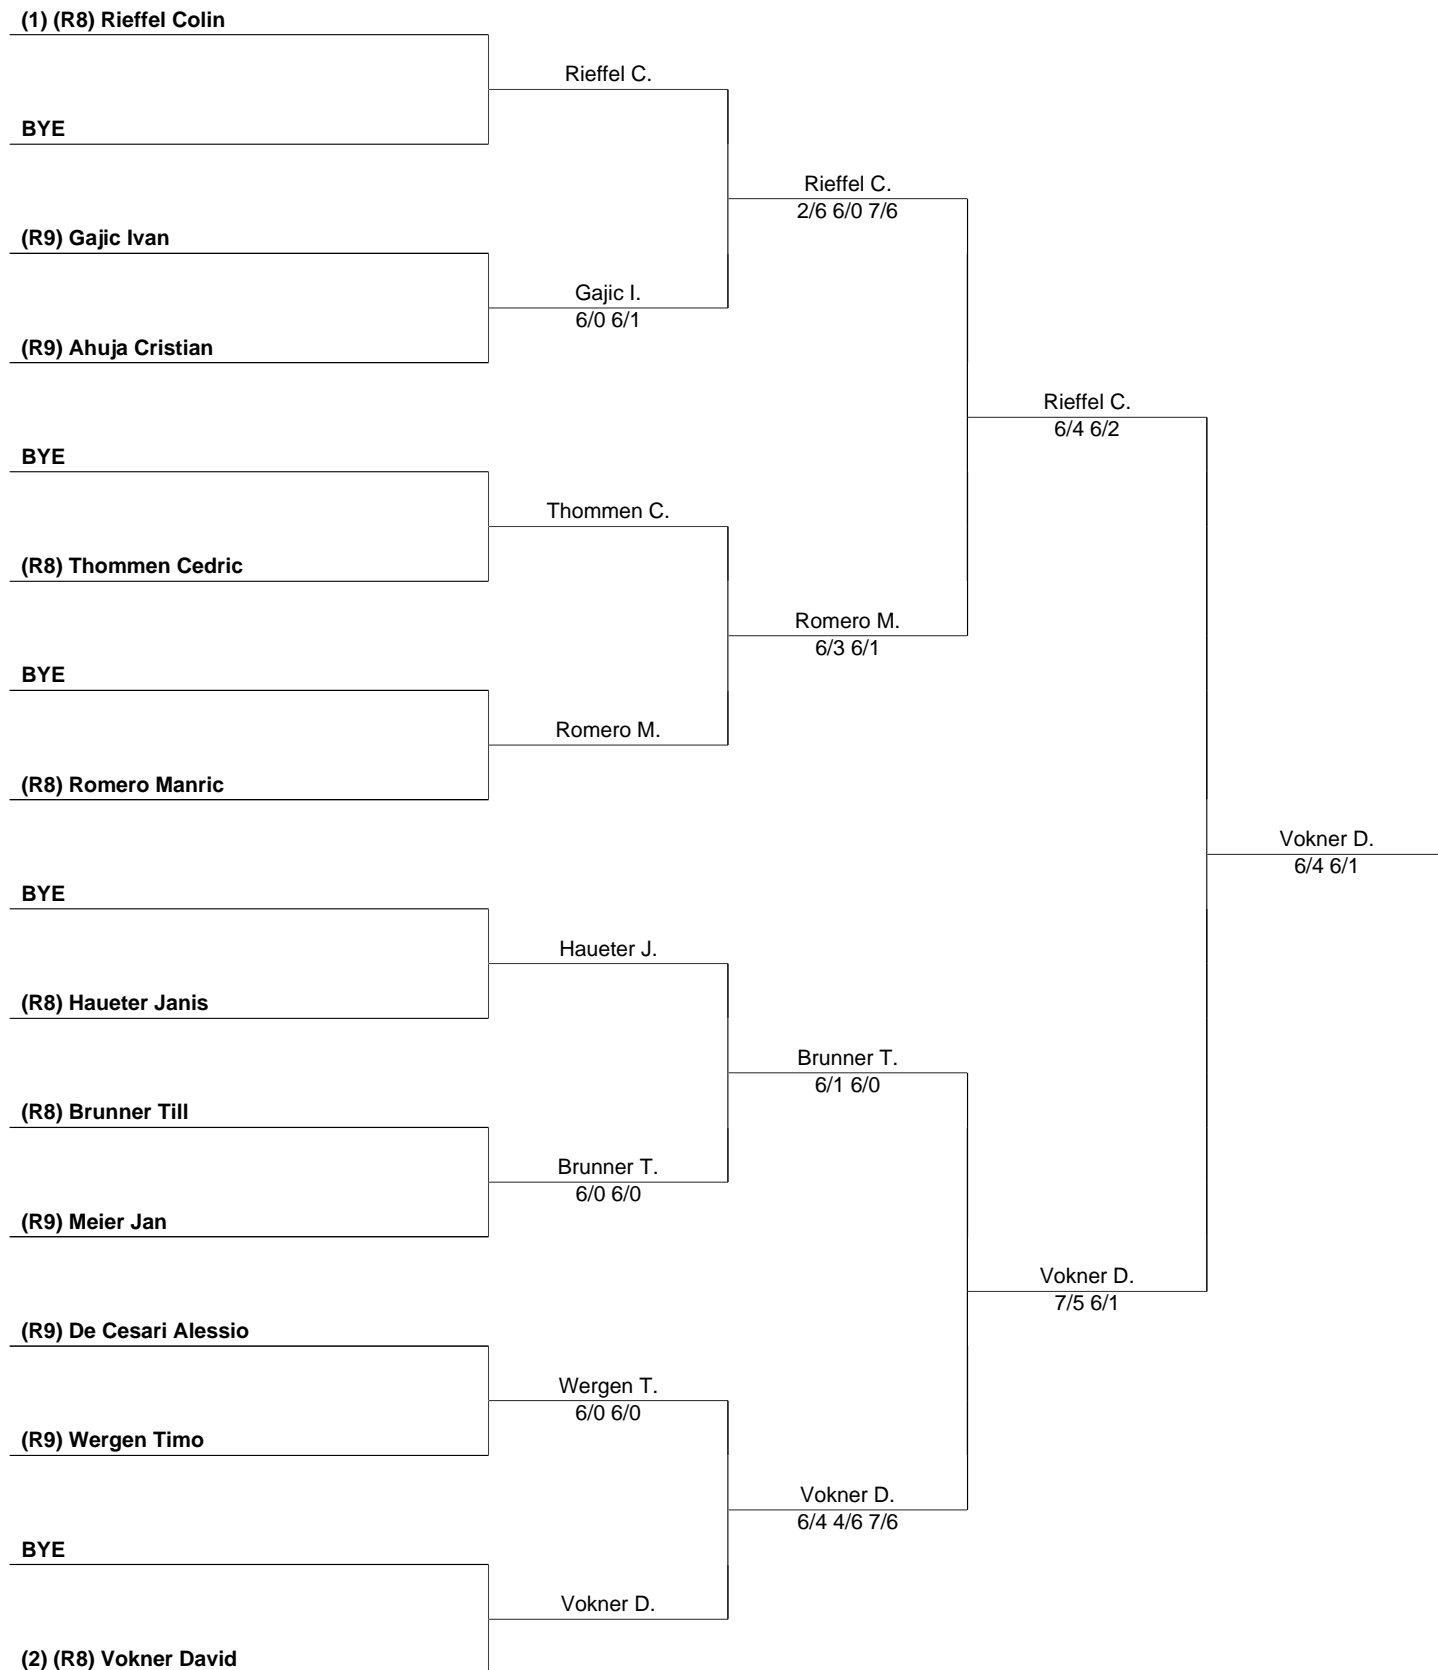 (1) (R8) Rieffel Colin
Rieffel C.
BYE
Rieffel C.
2/6 6/0 7/6
(R9) Gajic Ivan
Gajic I.
6/0 6/1
(R9) Ahuja Cristian
Rieffel C.
6/4 6/2
BYE
Thommen C.
(R8) Thommen Cedric
Romero M.
6/3 6/1
BYE
Romero M.
(R8) Romero Manric
Vokner D.
6/4 6/1
BYE
Haueter J.
(R8) Haueter Janis
Brunner T.
6/1 6/0
(R8) Brunner Till
Brunner T.
6/0 6/0
(R9) Meier Jan
Vokner D.
7/5 6/1
(R9) De Cesari Alessio
Wergen T.
6/0 6/0
(R9) Wergen Timo
Vokner D.
6/4 4/6 7/6
BYE
Vokner D.
(2) (R8) Vokner David